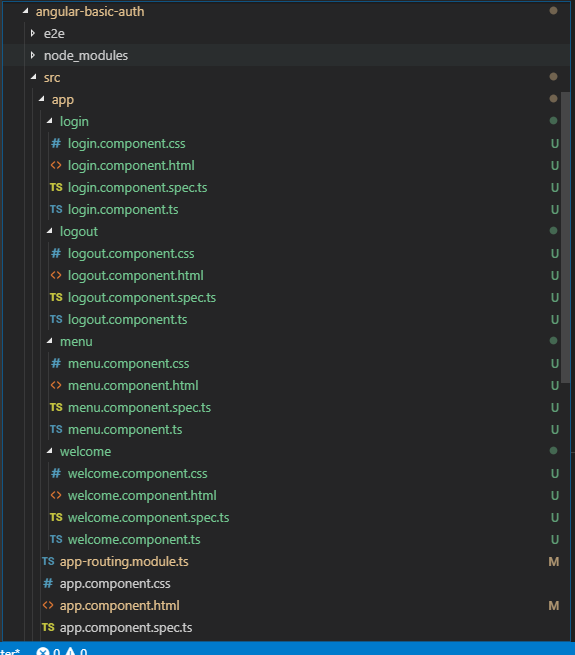 angular-basic-auth
e2e
node_modules
src
app
login
# login.component.css U
<> login.component.html U
TS login.component.spec.ts U
TS login.component.ts U
logout
# logout.component.css U
<> logout.component.html U
TS logout.component.spec.ts U
TS logout.component.ts U
menu
# menu.component.css U
<> menu.component.html U
TS menu.component.spec.ts U
TS menu.component.ts U
welcome
# welcome.component.css U
<> welcome.component.html U
TS welcome.component.spec.ts U
TS welcome.component.ts U
TS app-routing.module.ts M
# app.component.css
<> app.component.html M
TS app.component.spec.ts
ter* 0 0